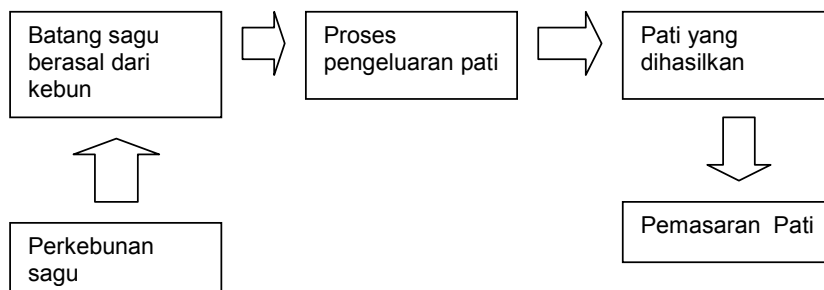 Batang sagu
berasal dari
kebun
Proses
pengeluaran pati
Pati yang
dihasilkan
Perkebunan
sagu
Pemasaran Pati